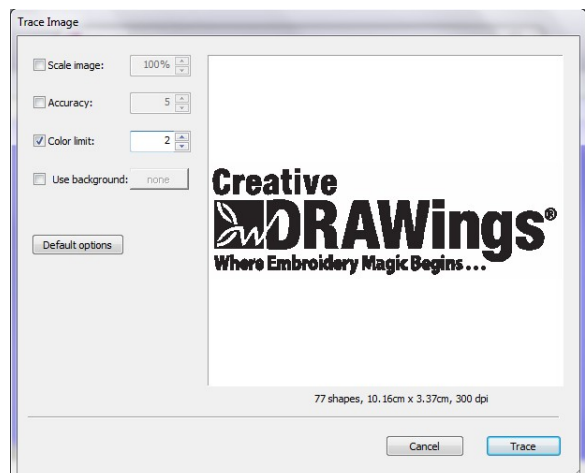 Trace Image
Scale image: 100%
Accuracy: 5
Color limit: 2
Use background: none
Default options
Creative
DRAWings®
Where Embroidery Magic Begins...
77 shapes, 10.16cm x 3.37cm, 300 dpi
Cancel Trace